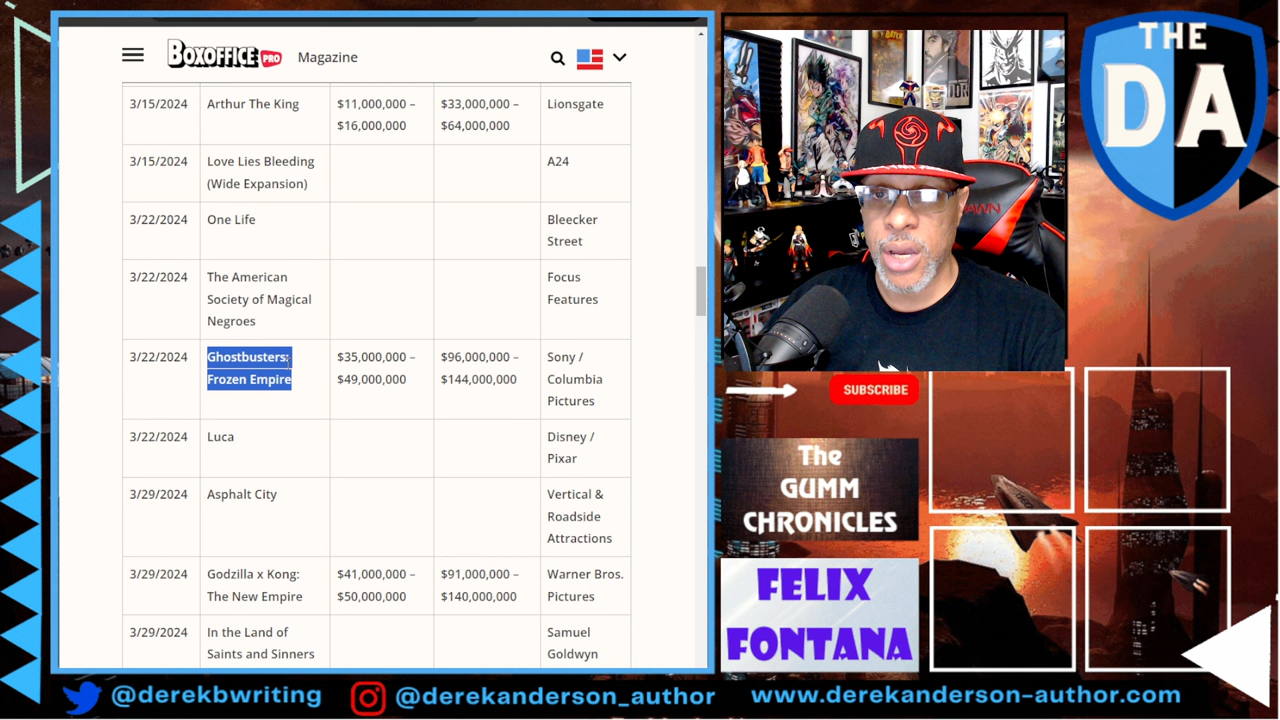 BOXOFFICE PRO Magazine
3/15/2024 Arthur The King $11,000,000 – $33,000,000 – Lionsgate
$16,000,000 $64,000,000
3/15/2024 Love Lies Bleeding A24
(Wide Expansion)
3/22/2024 One Life Bleecker
Street
3/22/2024 The American Focus
Society of Magical Features
Negroes
3/22/2024 Ghostbusters: $35,000,000 – $96,000,000 – Sony /
Frozen Empire $49,000,000 $144,000,000 Columbia
Pictures
3/22/2024 Luca Disney /
Pixar
3/29/2024 Asphalt City Vertical &
Roadside
Attractions
3/29/2024 Godzilla x Kong: $41,000,000 – $91,000,000 – Warner Bros.
The New Empire $50,000,000 $140,000,000 Pictures
3/29/2024 In the Land of Samuel
Saints and Sinners Goldwyn
THE
DA
SUBSCRIBE
The
GUMM
CHRONICLES
FELIX
FONTANA
@derekbwriting @derekanderson_author www.derekanderson-author.com